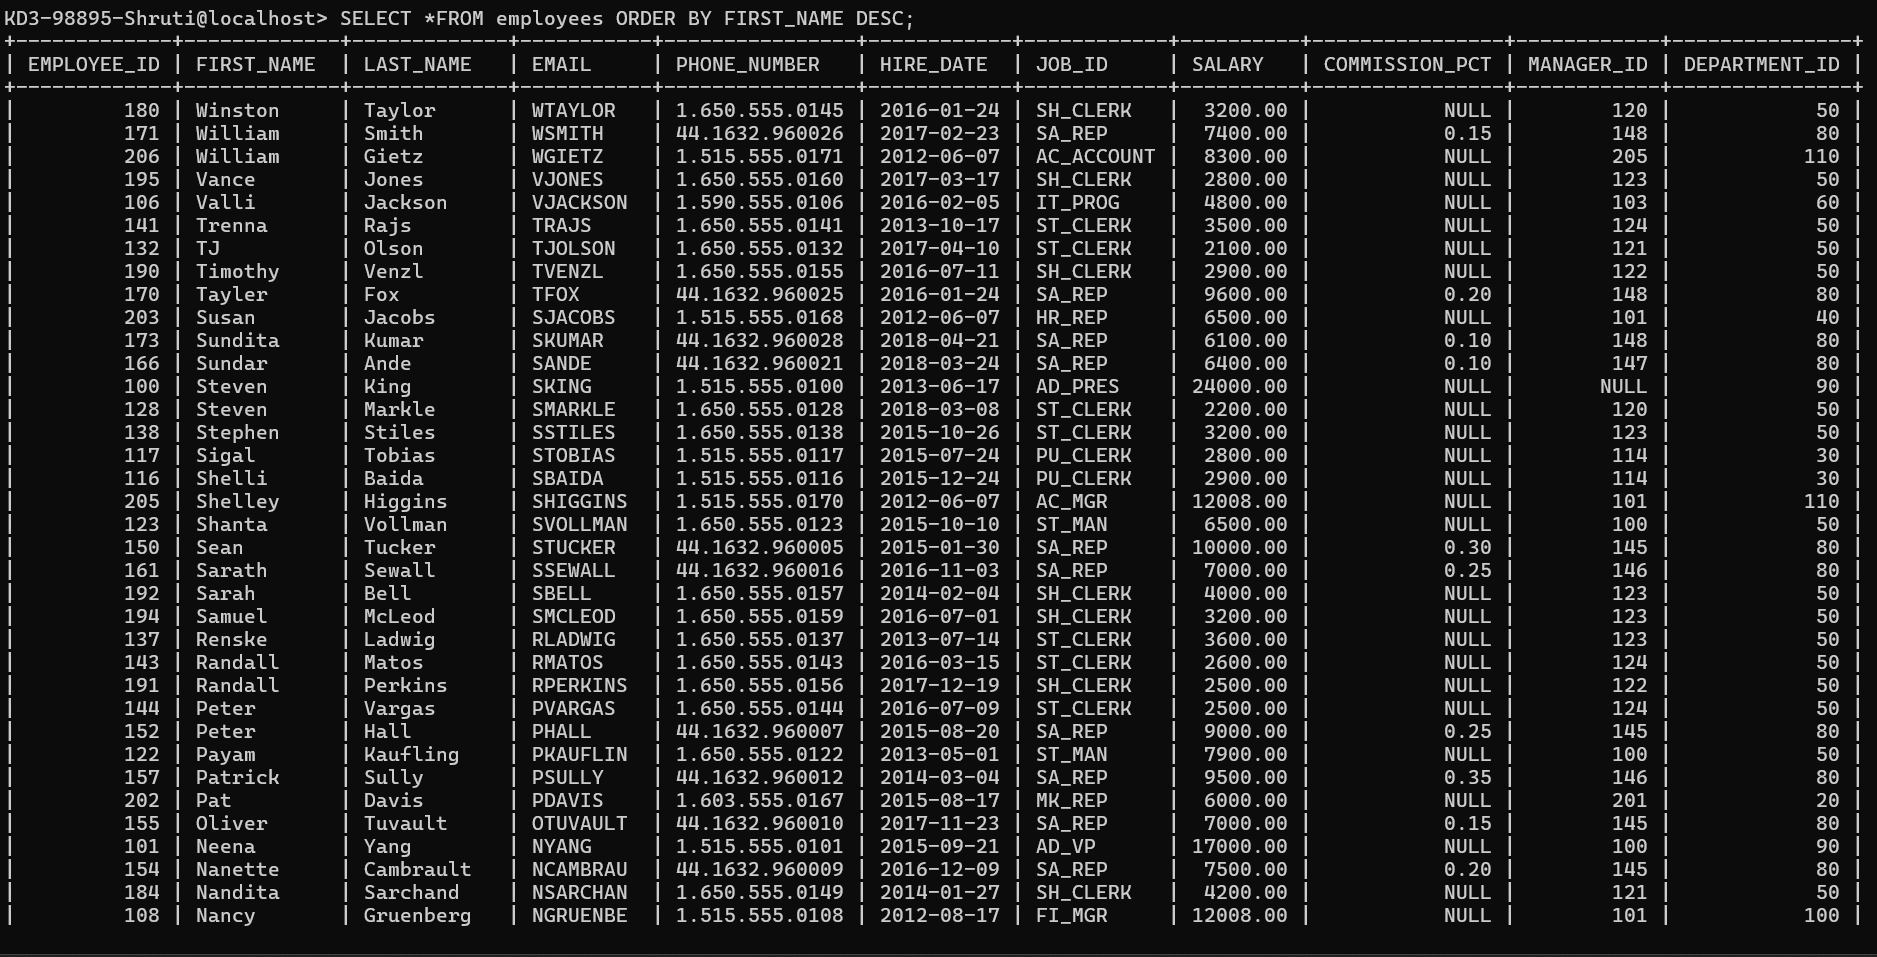 KD3-98895-Shruti@localhost> SELECT *FROM employees ORDER BY FIRST_NAME DESC;
+-------------+-------------+-------------+-----------+---------------+------------+------------+----------+----------------+------------+---------------+
| EMPLOYEE_ID | FIRST_NAME  | LAST_NAME   | EMAIL     | PHONE_NUMBER  | HIRE_DATE  | JOB_ID     | SALARY   | COMMISSION_PCT | MANAGER_ID | DEPARTMENT_ID |
+-------------+-------------+-------------+-----------+---------------+------------+------------+----------+----------------+------------+---------------+
| 180 | Winston | Taylor | WTAYLOR | 1.650.555.0145 | 2016-01-24 | SH_CLERK | 3200.00 | NULL | 120 | 50 |
| 171 | William | Smith | WSMITH | 44.1632.960026 | 2017-02-23 | SA_REP | 7400.00 | 0.15 | 148 | 80 |
| 206 | William | Gietz | WGIETZ | 1.515.555.0171 | 2012-06-07 | AC_ACCOUNT | 8300.00 | NULL | 205 | 110 |
| 195 | Vance | Jones | VJONES | 1.650.555.0160 | 2017-03-17 | SH_CLERK | 2800.00 | NULL | 123 | 50 |
| 106 | Valli | Jackson | VJACKSON | 1.590.555.0106 | 2016-02-05 | IT_PROG | 4800.00 | NULL | 103 | 60 |
| 141 | Trenna | Rajs | TRAJS | 1.650.555.0141 | 2013-10-17 | ST_CLERK | 3500.00 | NULL | 124 | 50 |
| 132 | TJ | Olson | TJOLSON | 1.650.555.0132 | 2017-04-10 | ST_CLERK | 2100.00 | NULL | 121 | 50 |
| 190 | Timothy | Venzl | TVENZL | 1.650.555.0155 | 2016-07-11 | SH_CLERK | 2900.00 | NULL | 122 | 50 |
| 170 | Tayler | Fox | TFOX | 44.1632.960025 | 2016-01-24 | SA_REP | 9600.00 | 0.20 | 148 | 80 |
| 203 | Susan | Jacobs | SJACOBS | 1.515.555.0168 | 2012-06-07 | HR_REP | 6500.00 | NULL | 101 | 40 |
| 173 | Sundita | Kumar | SKUMAR | 44.1632.960028 | 2018-04-21 | SA_REP | 6100.00 | 0.10 | 148 | 80 |
| 166 | Sundar | Ande | SANDE | 44.1632.960021 | 2018-03-24 | SA_REP | 6400.00 | 0.10 | 147 | 80 |
| 100 | Steven | King | SKING | 1.515.555.0100 | 2013-06-17 | AD_PRES | 24000.00 | NULL | NULL | 90 |
| 128 | Steven | Markle | SMARKLE | 1.650.555.0128 | 2018-03-08 | ST_CLERK | 2200.00 | NULL | 120 | 50 |
| 138 | Stephen | Stiles | SSTILES | 1.650.555.0138 | 2015-10-26 | ST_CLERK | 3200.00 | NULL | 123 | 50 |
| 117 | Sigal | Tobias | STOBIAS | 1.515.555.0117 | 2015-07-24 | PU_CLERK | 2800.00 | NULL | 114 | 30 |
| 116 | Shelli | Baida | SBAIDA | 1.515.555.0116 | 2015-12-24 | PU_CLERK | 2900.00 | NULL | 114 | 30 |
| 205 | Shelley | Higgins | SHIGGINS | 1.515.555.0170 | 2012-06-07 | AC_MGR | 12008.00 | NULL | 101 | 110 |
| 123 | Shanta | Vollman | SVOLLMAN | 1.650.555.0123 | 2015-10-10 | ST_MAN | 6500.00 | NULL | 100 | 50 |
| 150 | Sean | Tucker | STUCKER | 44.1632.960005 | 2015-01-30 | SA_REP | 10000.00 | 0.30 | 145 | 80 |
| 161 | Sarath | Sewall | SSEWALL | 44.1632.960016 | 2016-11-03 | SA_REP | 7000.00 | 0.25 | 146 | 80 |
| 192 | Sarah | Bell | SBELL | 1.650.555.0157 | 2014-02-04 | SH_CLERK | 4000.00 | NULL | 123 | 50 |
| 194 | Samuel | McLeod | SMCLEOD | 1.650.555.0159 | 2016-07-01 | SH_CLERK | 3200.00 | NULL | 123 | 50 |
| 137 | Renske | Ladwig | RLADWIG | 1.650.555.0137 | 2013-07-14 | ST_CLERK | 3600.00 | NULL | 123 | 50 |
| 143 | Randall | Matos | RMATOS | 1.650.555.0143 | 2016-03-15 | ST_CLERK | 2600.00 | NULL | 124 | 50 |
| 191 | Randall | Perkins | RPERKINS | 1.650.555.0156 | 2017-12-19 | SH_CLERK | 2500.00 | NULL | 122 | 50 |
| 144 | Peter | Vargas | PVARGAS | 1.650.555.0144 | 2016-07-09 | ST_CLERK | 2500.00 | NULL | 124 | 50 |
| 152 | Peter | Hall | PHALL | 44.1632.960007 | 2015-08-20 | SA_REP | 9000.00 | 0.25 | 145 | 80 |
| 122 | Payam | Kaufling | PKAUFLIN | 1.650.555.0122 | 2013-05-01 | ST_MAN | 7900.00 | NULL | 100 | 50 |
| 157 | Patrick | Sully | PSULLY | 44.1632.960012 | 2014-03-04 | SA_REP | 9500.00 | 0.35 | 146 | 80 |
| 202 | Pat | Davis | PDAVIS | 1.603.555.0167 | 2015-08-17 | MK_REP | 6000.00 | NULL | 201 | 20 |
| 155 | Oliver | Tuvault | OTUVAULT | 44.1632.960010 | 2017-11-23 | SA_REP | 7000.00 | 0.15 | 145 | 80 |
| 101 | Neena | Yang | NYANG | 1.515.555.0101 | 2015-09-21 | AD_VP | 17000.00 | NULL | 100 | 90 |
| 154 | Nanette | Cambrault | NCAMBRAU | 44.1632.960009 | 2016-12-09 | SA_REP | 7500.00 | 0.20 | 145 | 80 |
| 184 | Nandita | Sarchand | NSARCHAN | 1.650.555.0149 | 2014-01-27 | SH_CLERK | 4200.00 | NULL | 121 | 50 |
| 108 | Nancy | Gruenberg | NGRUENBE | 1.515.555.0108 | 2012-08-17 | FI_MGR | 12008.00 | NULL | 101 | 100 |